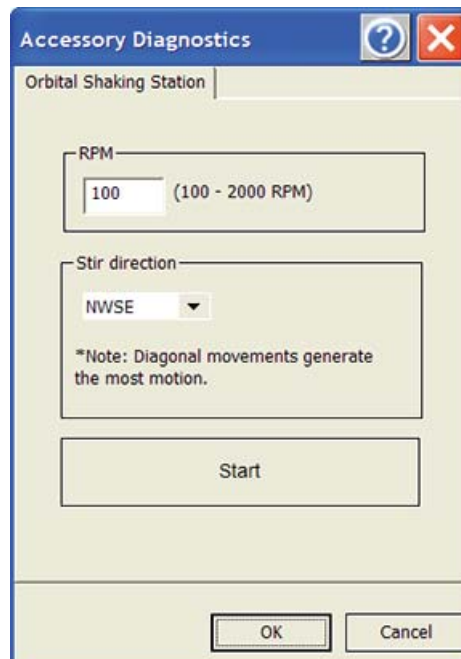 Accessory Diagnostics
?
Orbital Shaking Station
RPM
100 (100 - 2000 RPM)
Stir direction
NWSE
*Note: Diagonal movements generate
the most motion.
Start
OK Cancel